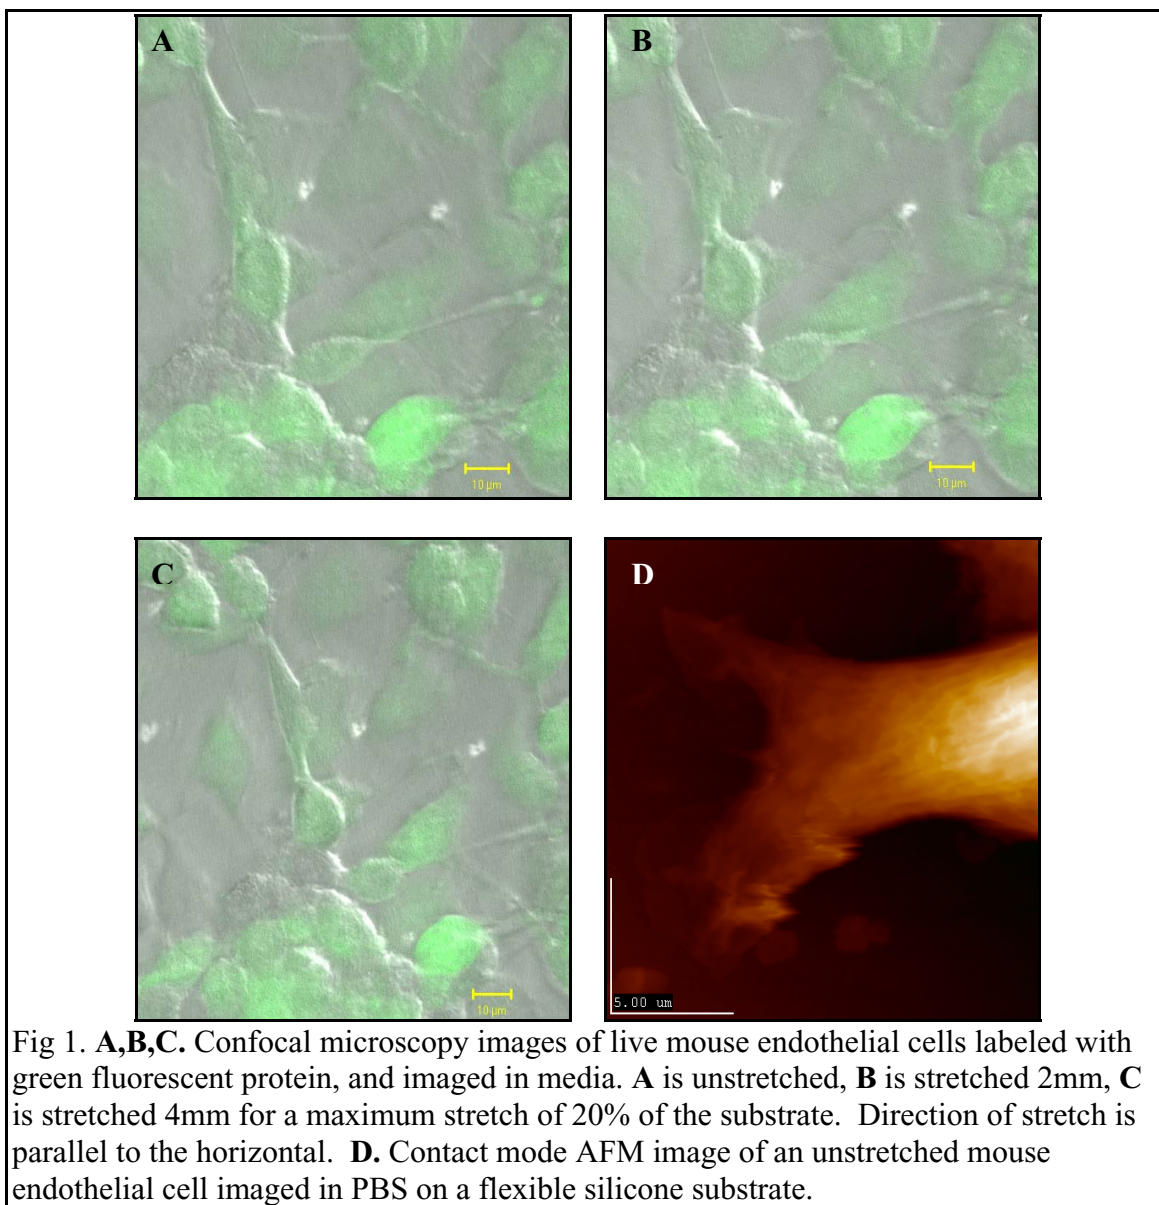 A
B
10 µm
10 µm
C
D
10 µm
5.00 um
Fig 1. A,B,C. Confocal microscopy images of live mouse endothelial cells labeled with
green fluorescent protein, and imaged in media. A is unstretched, B is stretched 2mm, C
is stretched 4mm for a maximum stretch of 20% of the substrate.  Direction of stretch is
parallel to the horizontal.  D. Contact mode AFM image of an unstretched mouse
endothelial cell imaged in PBS on a flexible silicone substrate.